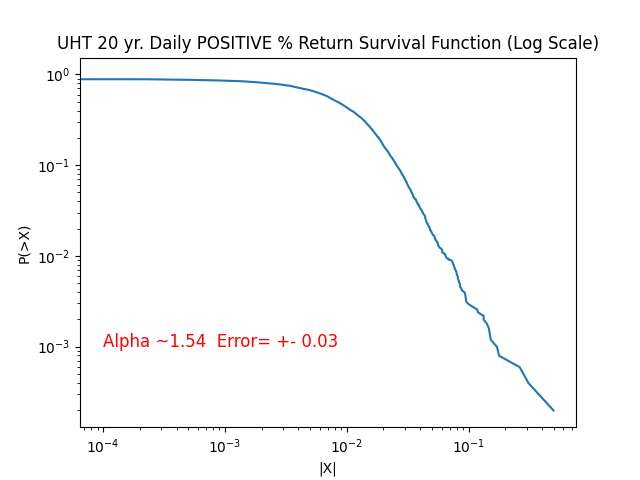 UHT 20 yr. Daily POSITIVE % Return Survival Function (Log Scale)
10⁰
10⁻¹
10⁻²
10⁻³
P(>X)
Alpha ~1.54  Error= +- 0.03
10⁻⁴ 10⁻³ 10⁻² 10⁻¹
|X|